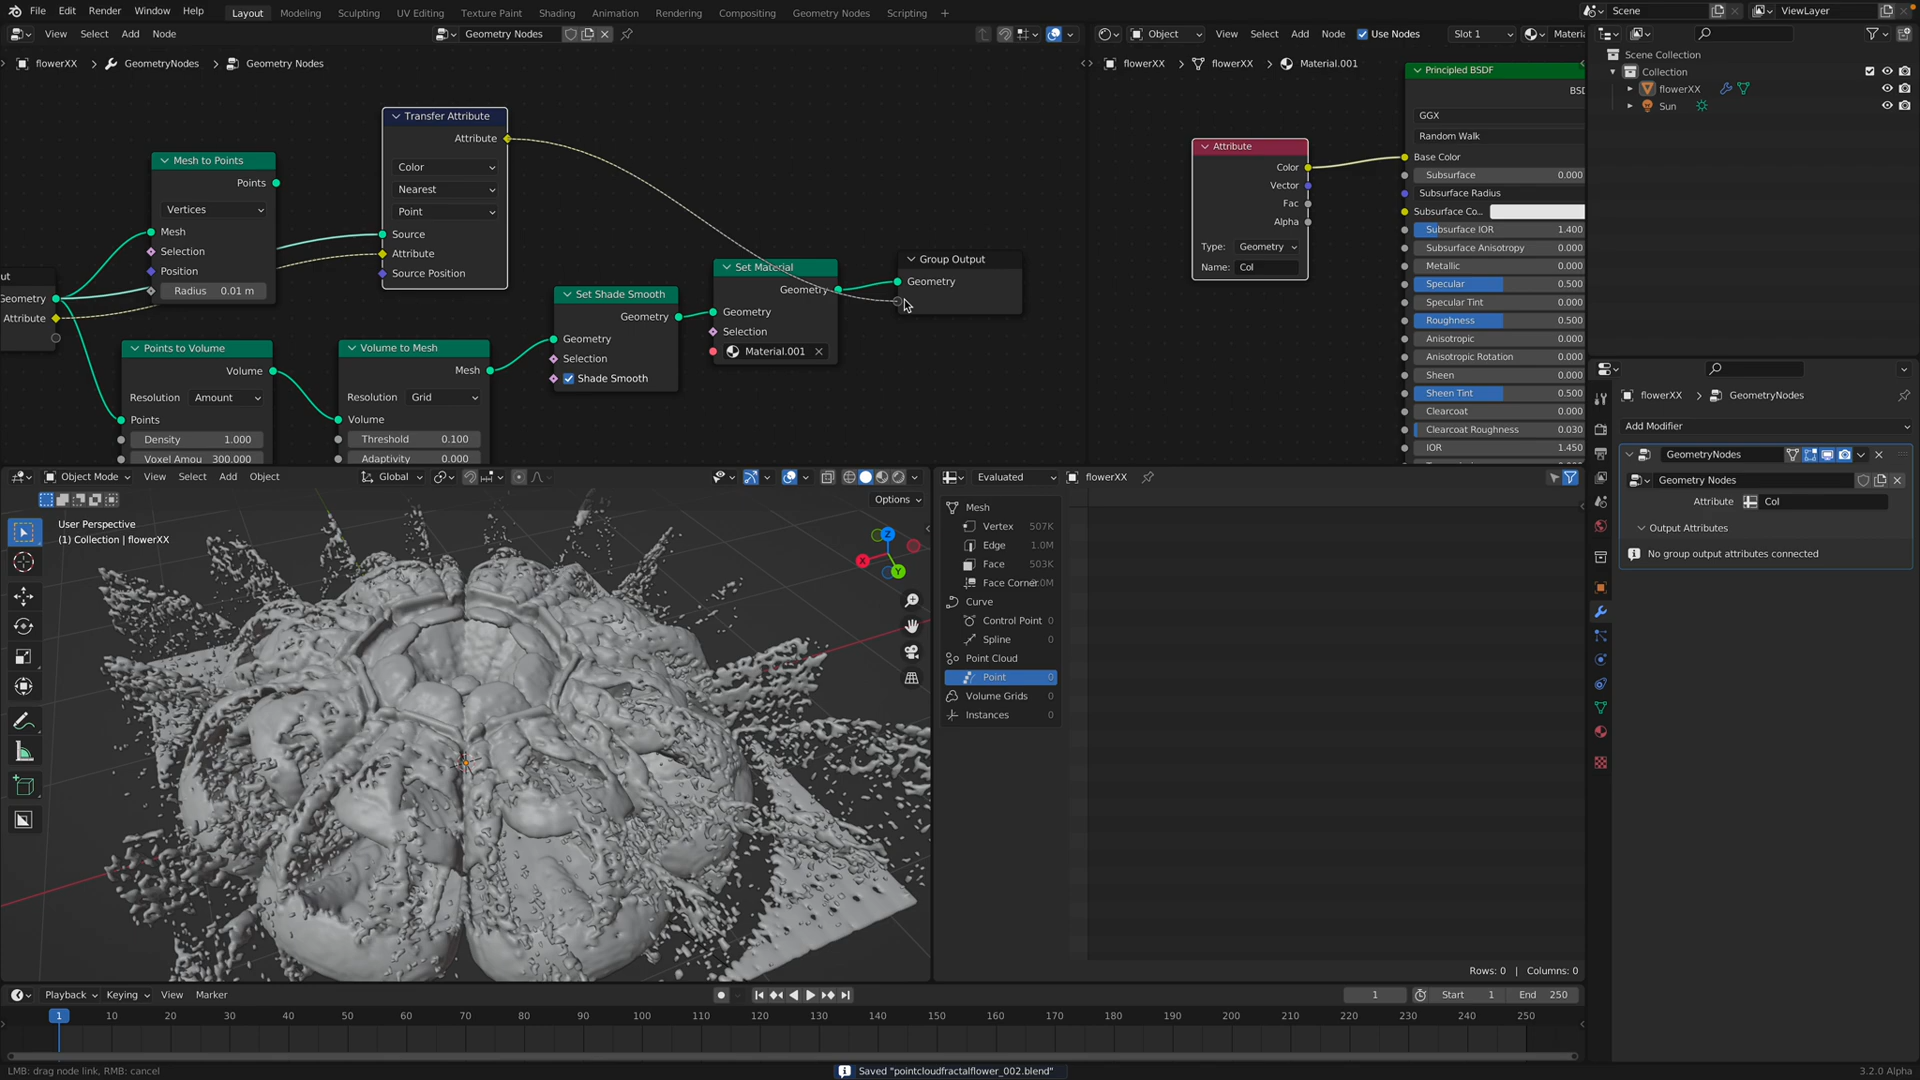 File Edit Render Window Help Layout Modeling Sculpting UV Editing Texture Paint Shading Animation Rendering Compositing Geometry Nodes Scripting + Scene ViewLayer
View Select Add Node Geometry Nodes
Object View Select Add Node Use Nodes Slot 1 Materi
flowerXX > GeometryNodes > Geometry Nodes
flowerXX > flowerXX > Material.001
Transfer Attribute
Attribute
Color
Nearest
Point
Source
Attribute
Source Position
Mesh to Points
Points
Vertices
Mesh
Selection
Position
Radius 0.01 m
ut
Geometry
Attribute
Points to Volume
Volume
Resolution Amount
Points
Density 1.000
Voxel Amou 300.000
Volume to Mesh
Mesh
Resolution Grid
Volume
Threshold 0.100
Adaptivity 0.000
Set Shade Smooth
Geometry
Geometry
Selection
Shade Smooth
Set Material
Geometry
Geometry
Selection
Material.001
Group Output
Geometry
Attribute
Color
Vector
Fac
Alpha
Type: Geometry
Name: Col
Principled BSDF
BSD
GGX
Random Walk
Base Color
Subsurface 0.000
Subsurface Radius
Subsurface Co...
Subsurface IOR 1.400
Subsurface Anisotropy 0.000
Metallic 0.000
Specular 0.500
Specular Tint 0.000
Roughness 0.500
Anisotropic 0.000
Anisotropic Rotation 0.000
Sheen 0.000
Sheen Tint 0.500
Clearcoat 0.000
Clearcoat Roughness 0.030
IOR 1.450
Scene Collection
Collection
flowerXX
Sun
flowerXX > GeometryNodes
Add Modifier
GeometryNodes
Geometry Nodes
Attribute Col
Output Attributes
No group output attributes connected
Object Mode View Select Add Object Global
Options
User Perspective
(1) Collection | flowerXX
Z
X
Y
Evaluated flowerXX
Mesh
Vertex 507K
Edge 1.0M
Face 503K
Face Corner
Curve
Control Point 0
Spline 0
Point Cloud
Point 0
Volume Grids 0
Instances 0
Rows: 0 | Columns: 0
Playback Keying View Marker 1 Start 1 End 250
1 10 20 30 40 50 60 70 80 90 100 110 120 130 140 150 160 170 180 190 200 210 220 230 240 250
LMB: drag node link, RMB: cancel
Saved "pointcloudfractalflower_002.blend"
3.2.0 Alpha